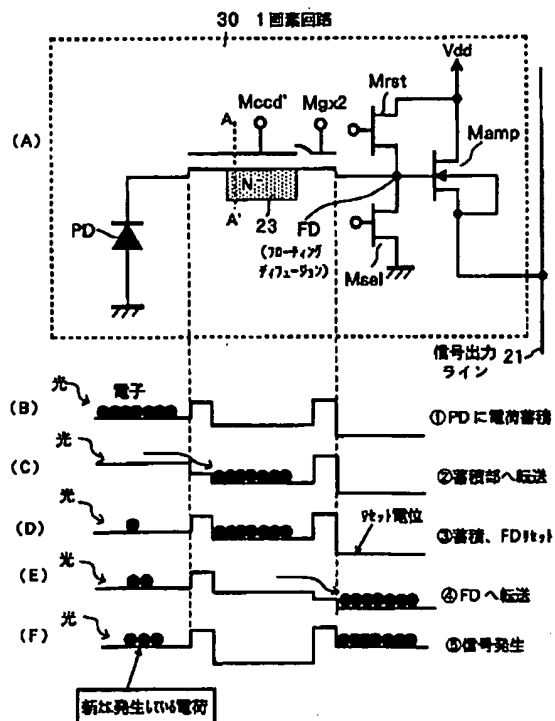 30 1画素回路
Vdd
Mrst
Mccd' Mgx2
Mamp
A
(A)
N-
PD
A'
23
FD
(フローティング
ディフュージョン)
Msel
信号出力
ライン
21
(B)
光
電子
①PDに電荷蓄積
(C)
光
②蓄積部へ転送
(D)
光
リセット電位
③蓄積、FDリセット
(E)
光
④FDへ転送
(F)
光
⑤信号発生
新たに発生している電荷